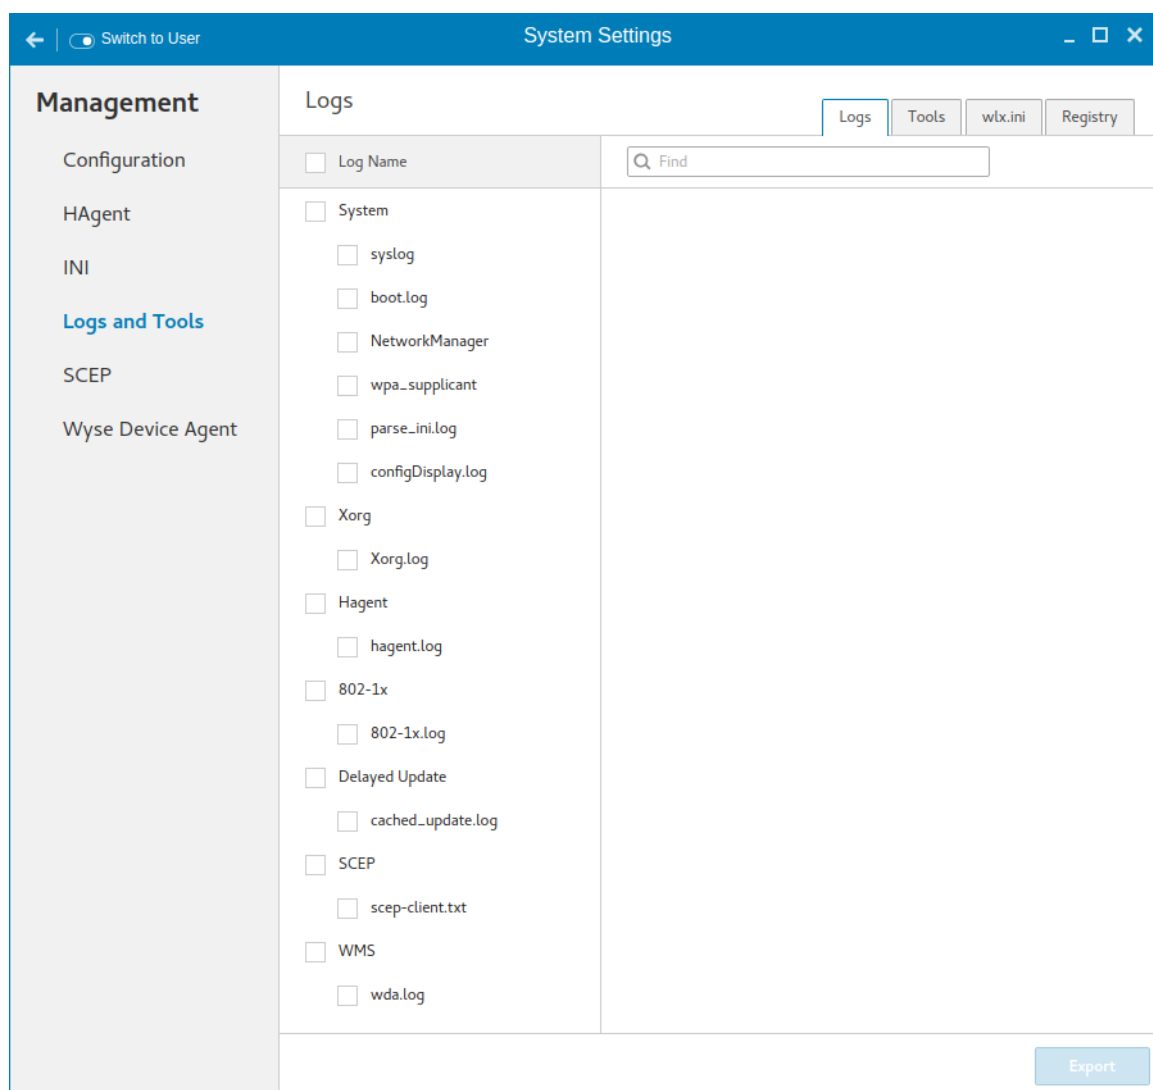 Switch to User
System Settings
Management
Configuration
HAgent
INI
Logs and Tools
SCEP
Wyse Device Agent
Logs
Logs
Tools
wlx.ini
Registry
Log Name
Find
System
syslog
boot.log
NetworkManager
wpa_supplicant
parse_ini.log
configDisplay.log
Xorg
Xorg.log
Hagent
hagent.log
802-1x
802-1x.log
Delayed Update
cached_update.log
SCEP
scep-client.txt
WMS
wda.log
Export